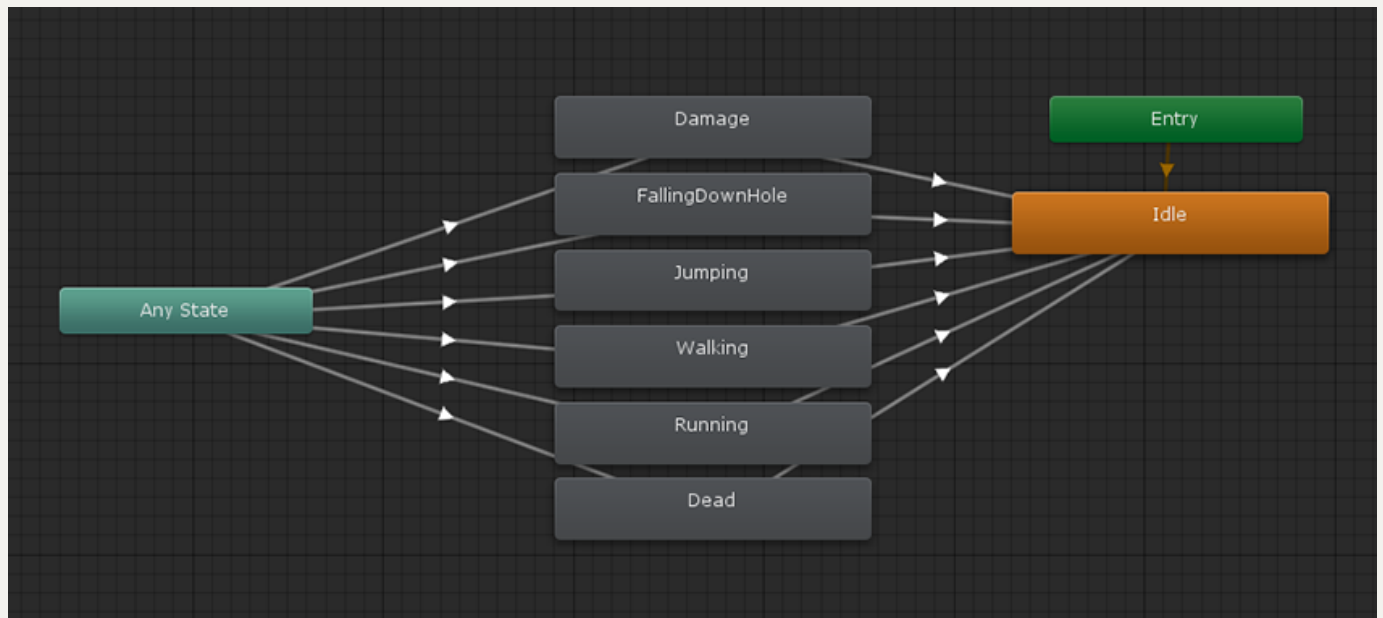 Damage
Entry
FallingDownHole
Idle
Jumping
Any State
Walking
Running
Dead